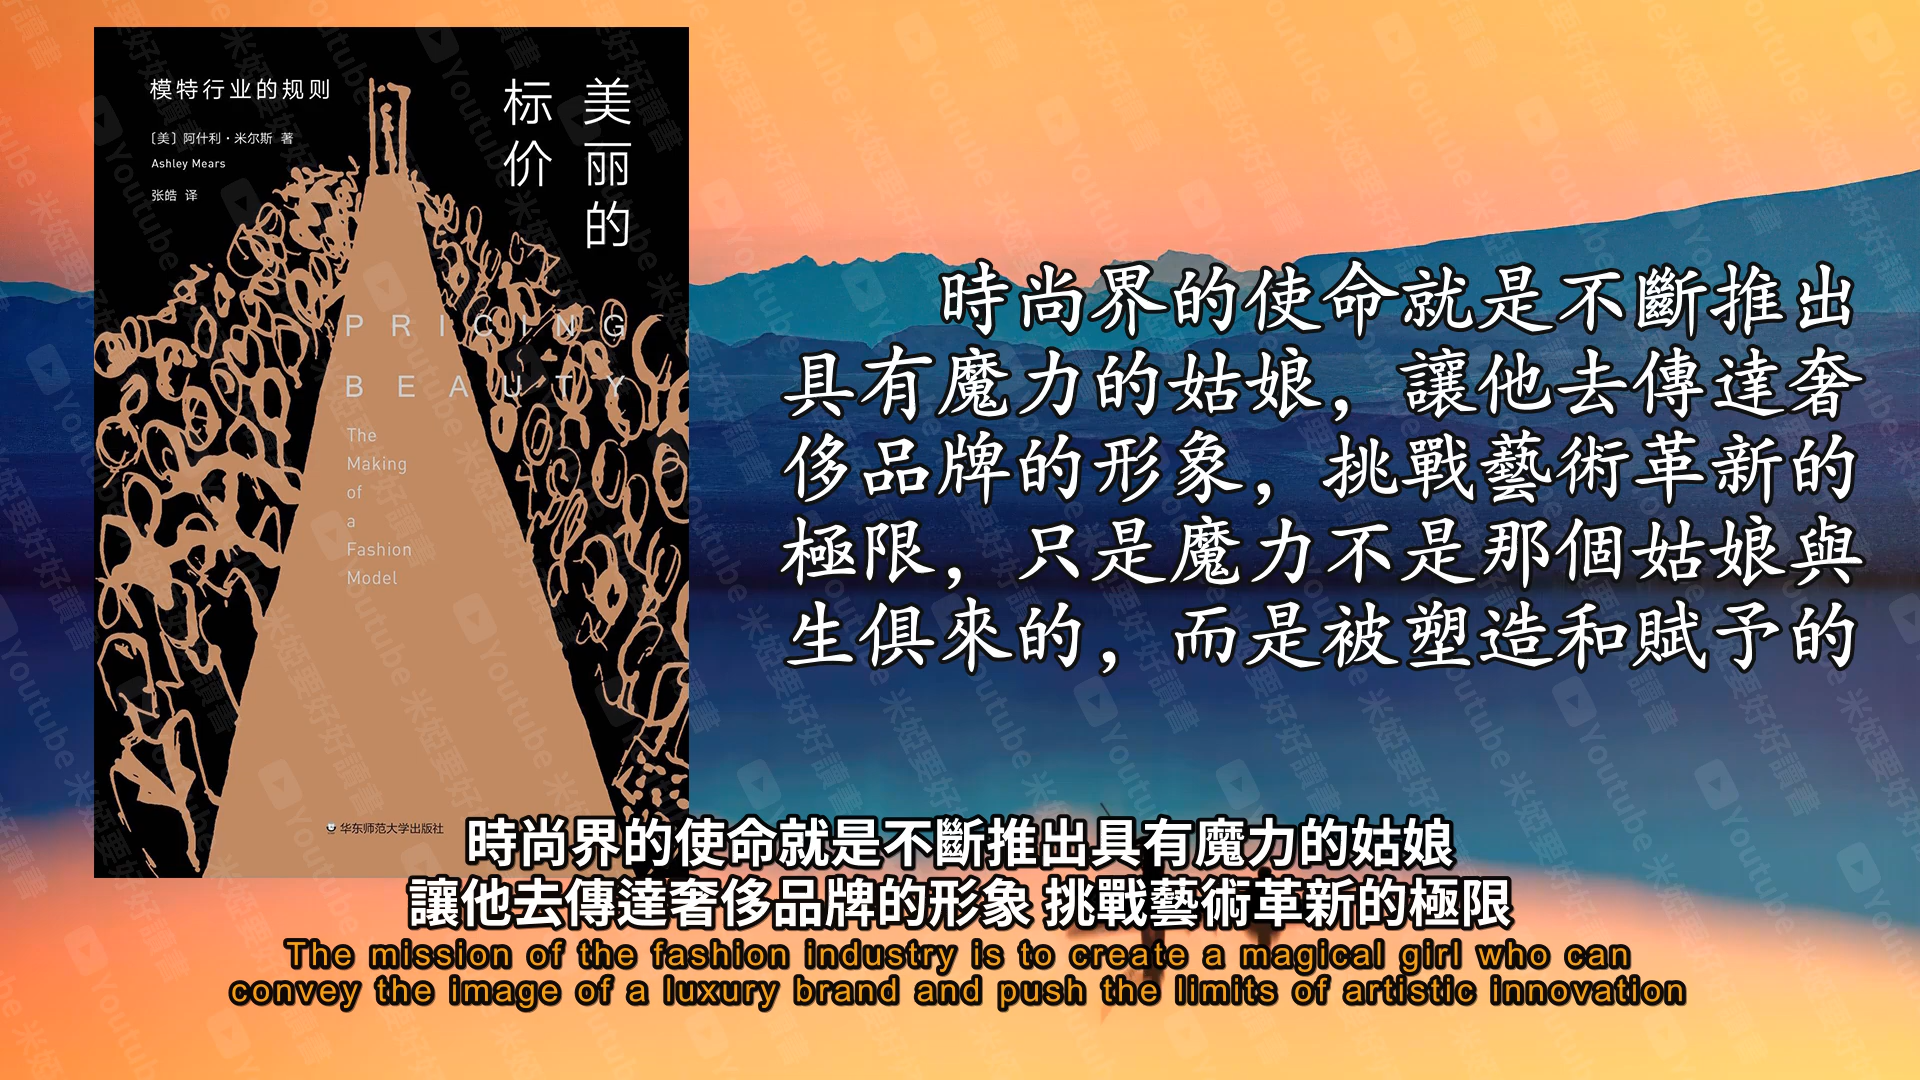 模特行业的规则
〔美〕阿什利·米尔斯 著
Ashley Mears
张皓 译
美丽的
标价
PRICING
BEAUTY
The
Making
of
a
Fashion
Model
华东师范大学出版社
時尚界的使命就是不斷推出
具有魔力的姑娘，讓他去傳達奢
侈品牌的形象，挑戰藝術革新的
極限，只是魔力不是那個姑娘與
生俱來的，而是被塑造和賦予的
時尚界的使命就是不斷推出具有魔力的姑娘
讓他去傳達奢侈品牌的形象 挑戰藝術革新的極限
The mission of the fashion industry is to create a magical girl who can
convey the image of a luxury brand and push the limits of artistic innovation
Youtube 米婭要好好讀書